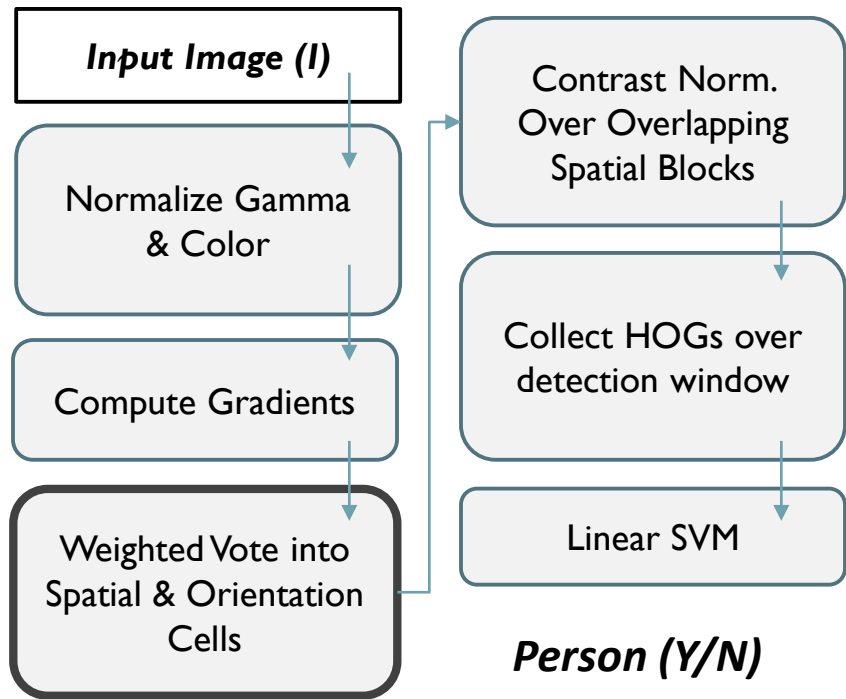 Input Image (I)
Normalize Gamma
& Color
Compute Gradients
Weighted Vote into
Spatial & Orientation
Cells
Contrast Norm.
Over Overlapping
Spatial Blocks
Collect HOGs over
detection window
Linear SVM
Person (Y/N)